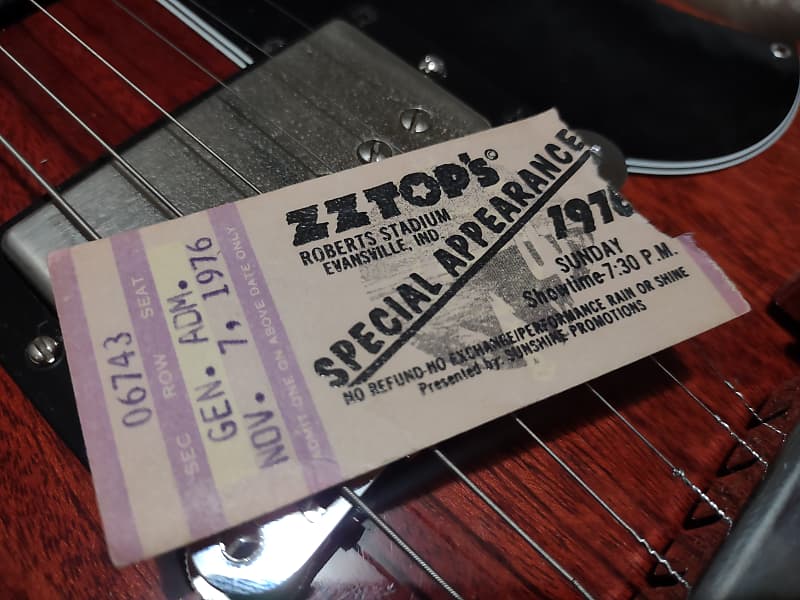 06743
SEC ROW SEAT
GEN. ADM.
NOV. 7, 1976
ADMIT ONE ON ABOVE DATE ONLY
ZZ TOP'S©
ROBERTS STADIUM
EVANSVILLE, IND
SPECIAL APPEARANCE
1976
SUNDAY
Showtime-7:30 P.M.
NO REFUND-NO EXCHANGE/PERFORMANCE RAIN OR SHINE
Presented by: SUNSHINE PROMOTIONS